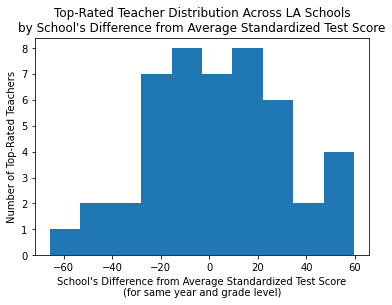 Top-Rated Teacher Distribution Across LA Schools
by School's Difference from Average Standardized Test Score
8
7
6
5
4
3
2
1
0
Number of Top-Rated Teachers
−60 −40 −20 0 20 40 60
School's Difference from Average Standardized Test Score
(for same year and grade level)